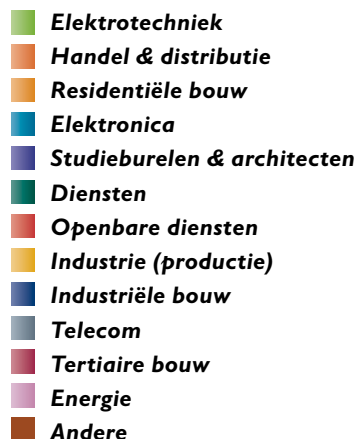 Elektrotechniek
Handel & distributie
Residentiële bouw
Elektronica
Studieburelen & architecten
Diensten
Openbare diensten
Industrie (productie)
Industriële bouw
Telecom
Tertiaire bouw
Energie
Andere